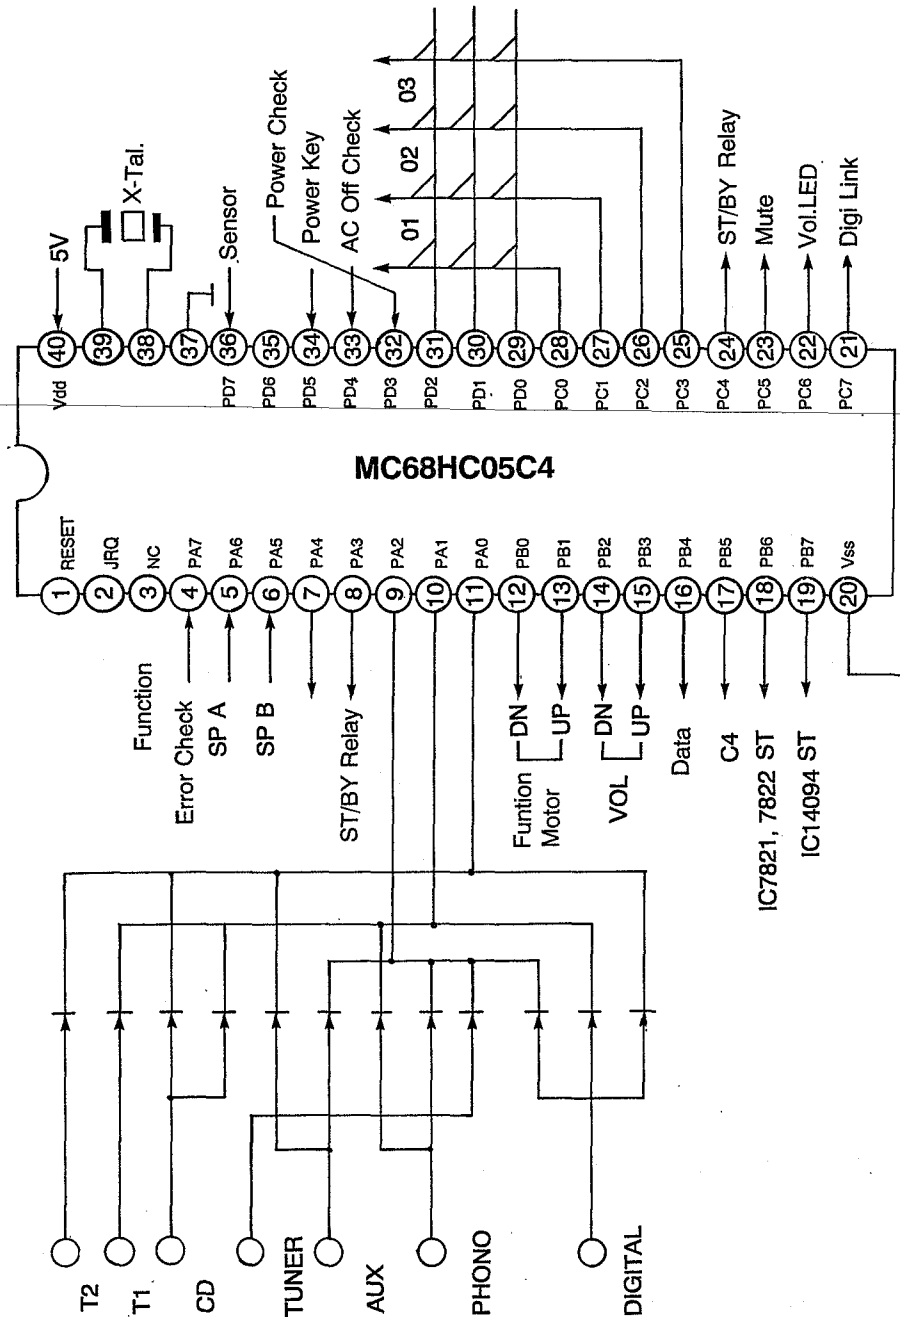 5V
X-Tal.
Sensor
Power Check
Power Key
AC Off Check
01
02
03
ST/BY Relay
Mute
Vol.LED
Digi Link
40
39
38
37
36
35
34
33
32
31
30
29
28
27
26
25
24
23
22
21
Vdd
PD7
PD6
PD5
PD4
PD3
PD2
PD1
PD0
PC0
PC1
PC2
PC3
PC4
PC5
PC6
PC7
MC68HC05C4
RESET
JRQ
NC
PA7
PA6
PA5
PA4
PA3
PA2
PA1
PA0
PB0
PB1
PB2
PB3
PB4
PB5
PB6
PB7
Vss
1
2
3
4
5
6
7
8
9
10
11
12
13
14
15
16
17
18
19
20
Function
Error Check
SP A
SP B
ST/BY Relay
DN
UP
Funtion
Motor
DN
UP
VOL
Data
C4
IC7821, 7822 ST
IC14094 ST
T2
T1
CD
TUNER
AUX
PHONO
DIGITAL